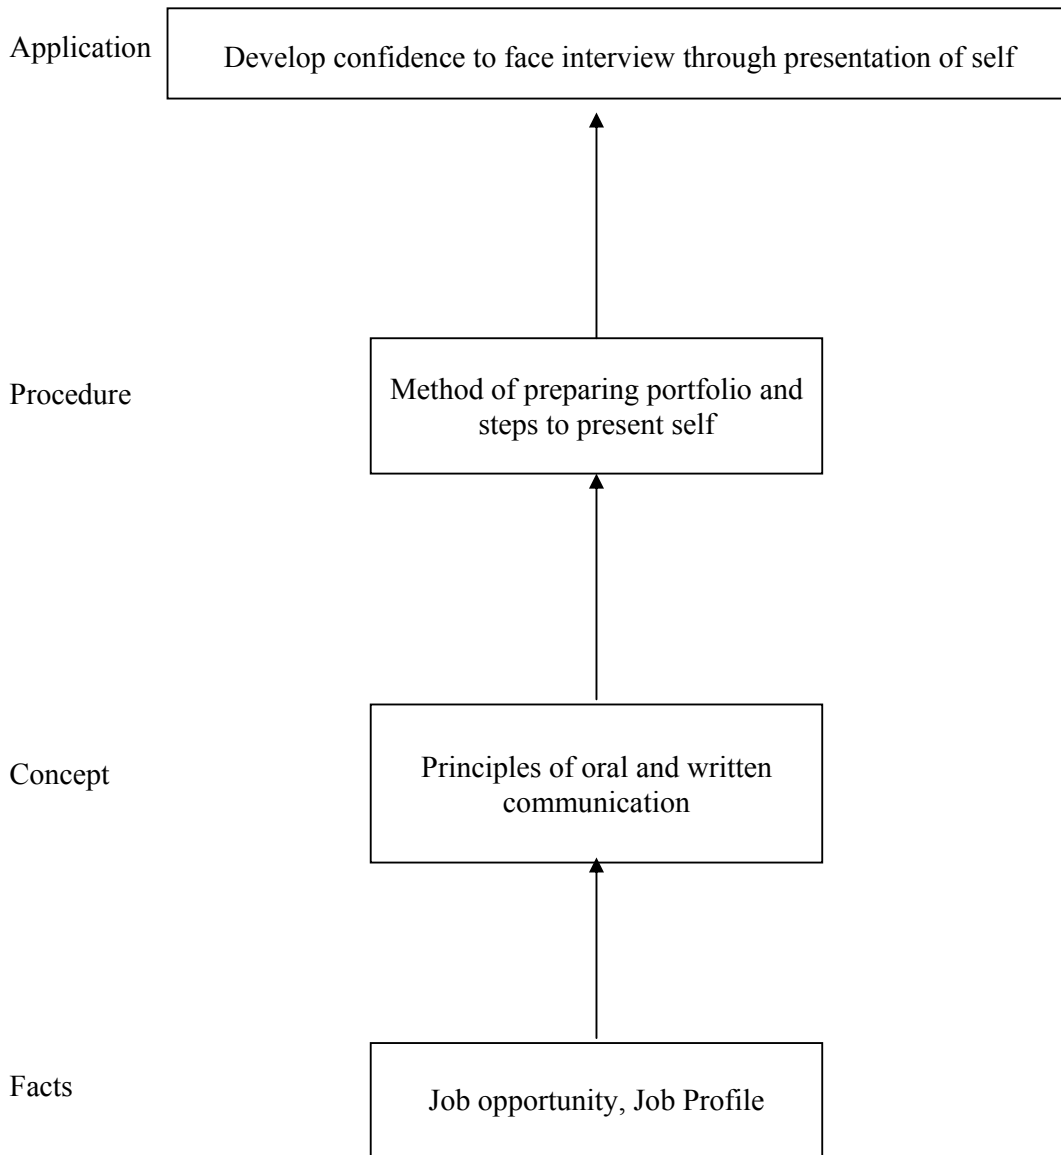 Application
Develop confidence to face interview through presentation of self
Procedure
Method of preparing portfolio and
steps to present self
Concept
Principles of oral and written
communication
Facts
Job opportunity, Job Profile